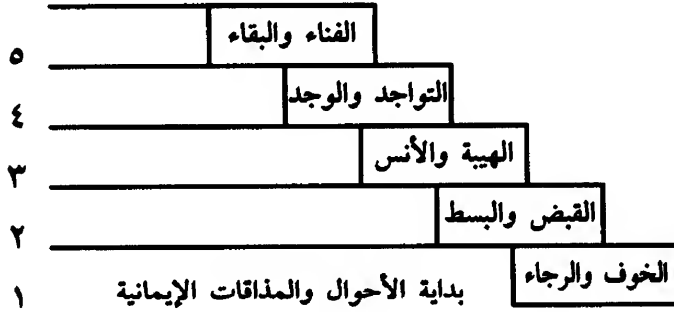 الفناء والبقاء ٥
التواجد والوجد ٤
الهيبة والأنس ٣
القبض والبسط ٢
الخوف والرجاء بداية الأحوال والمذاقات الإيمانية ١